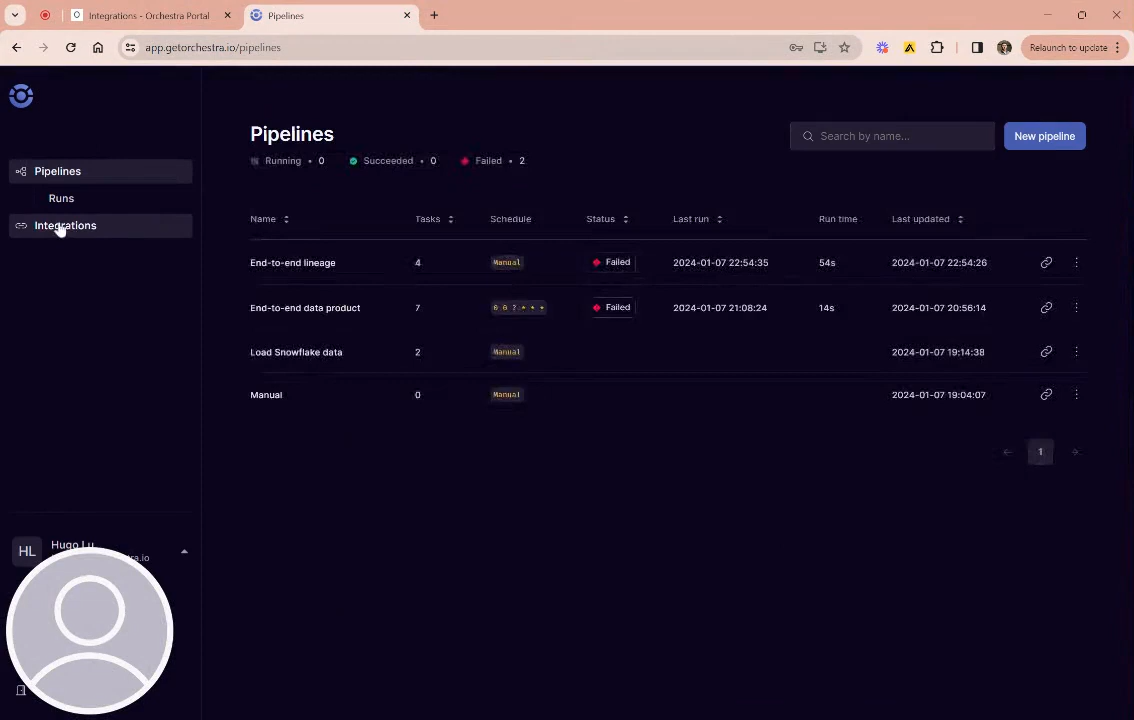 Integrations - Orchestra Portal
Pipelines
app.getorchestra.io/pipelines
Relaunch to update
Pipelines
Search by name...
New pipeline
Running • 0 Succeeded • 0 Failed • 2
Pipelines
Runs
Integrations
Name Tasks Schedule Status Last run Run time Last updated
End-to-end lineage 4 Manual Failed 2024-01-07 22:54:35 54s 2024-01-07 22:54:26
End-to-end data product 7 0 0 ? * * * Failed 2024-01-07 21:08:24 14s 2024-01-07 20:56:14
Load Snowflake data 2 Manual 2024-01-07 19:14:38
Manual 0 Manual 2024-01-07 19:04:07
1
HL
Hugo Lu